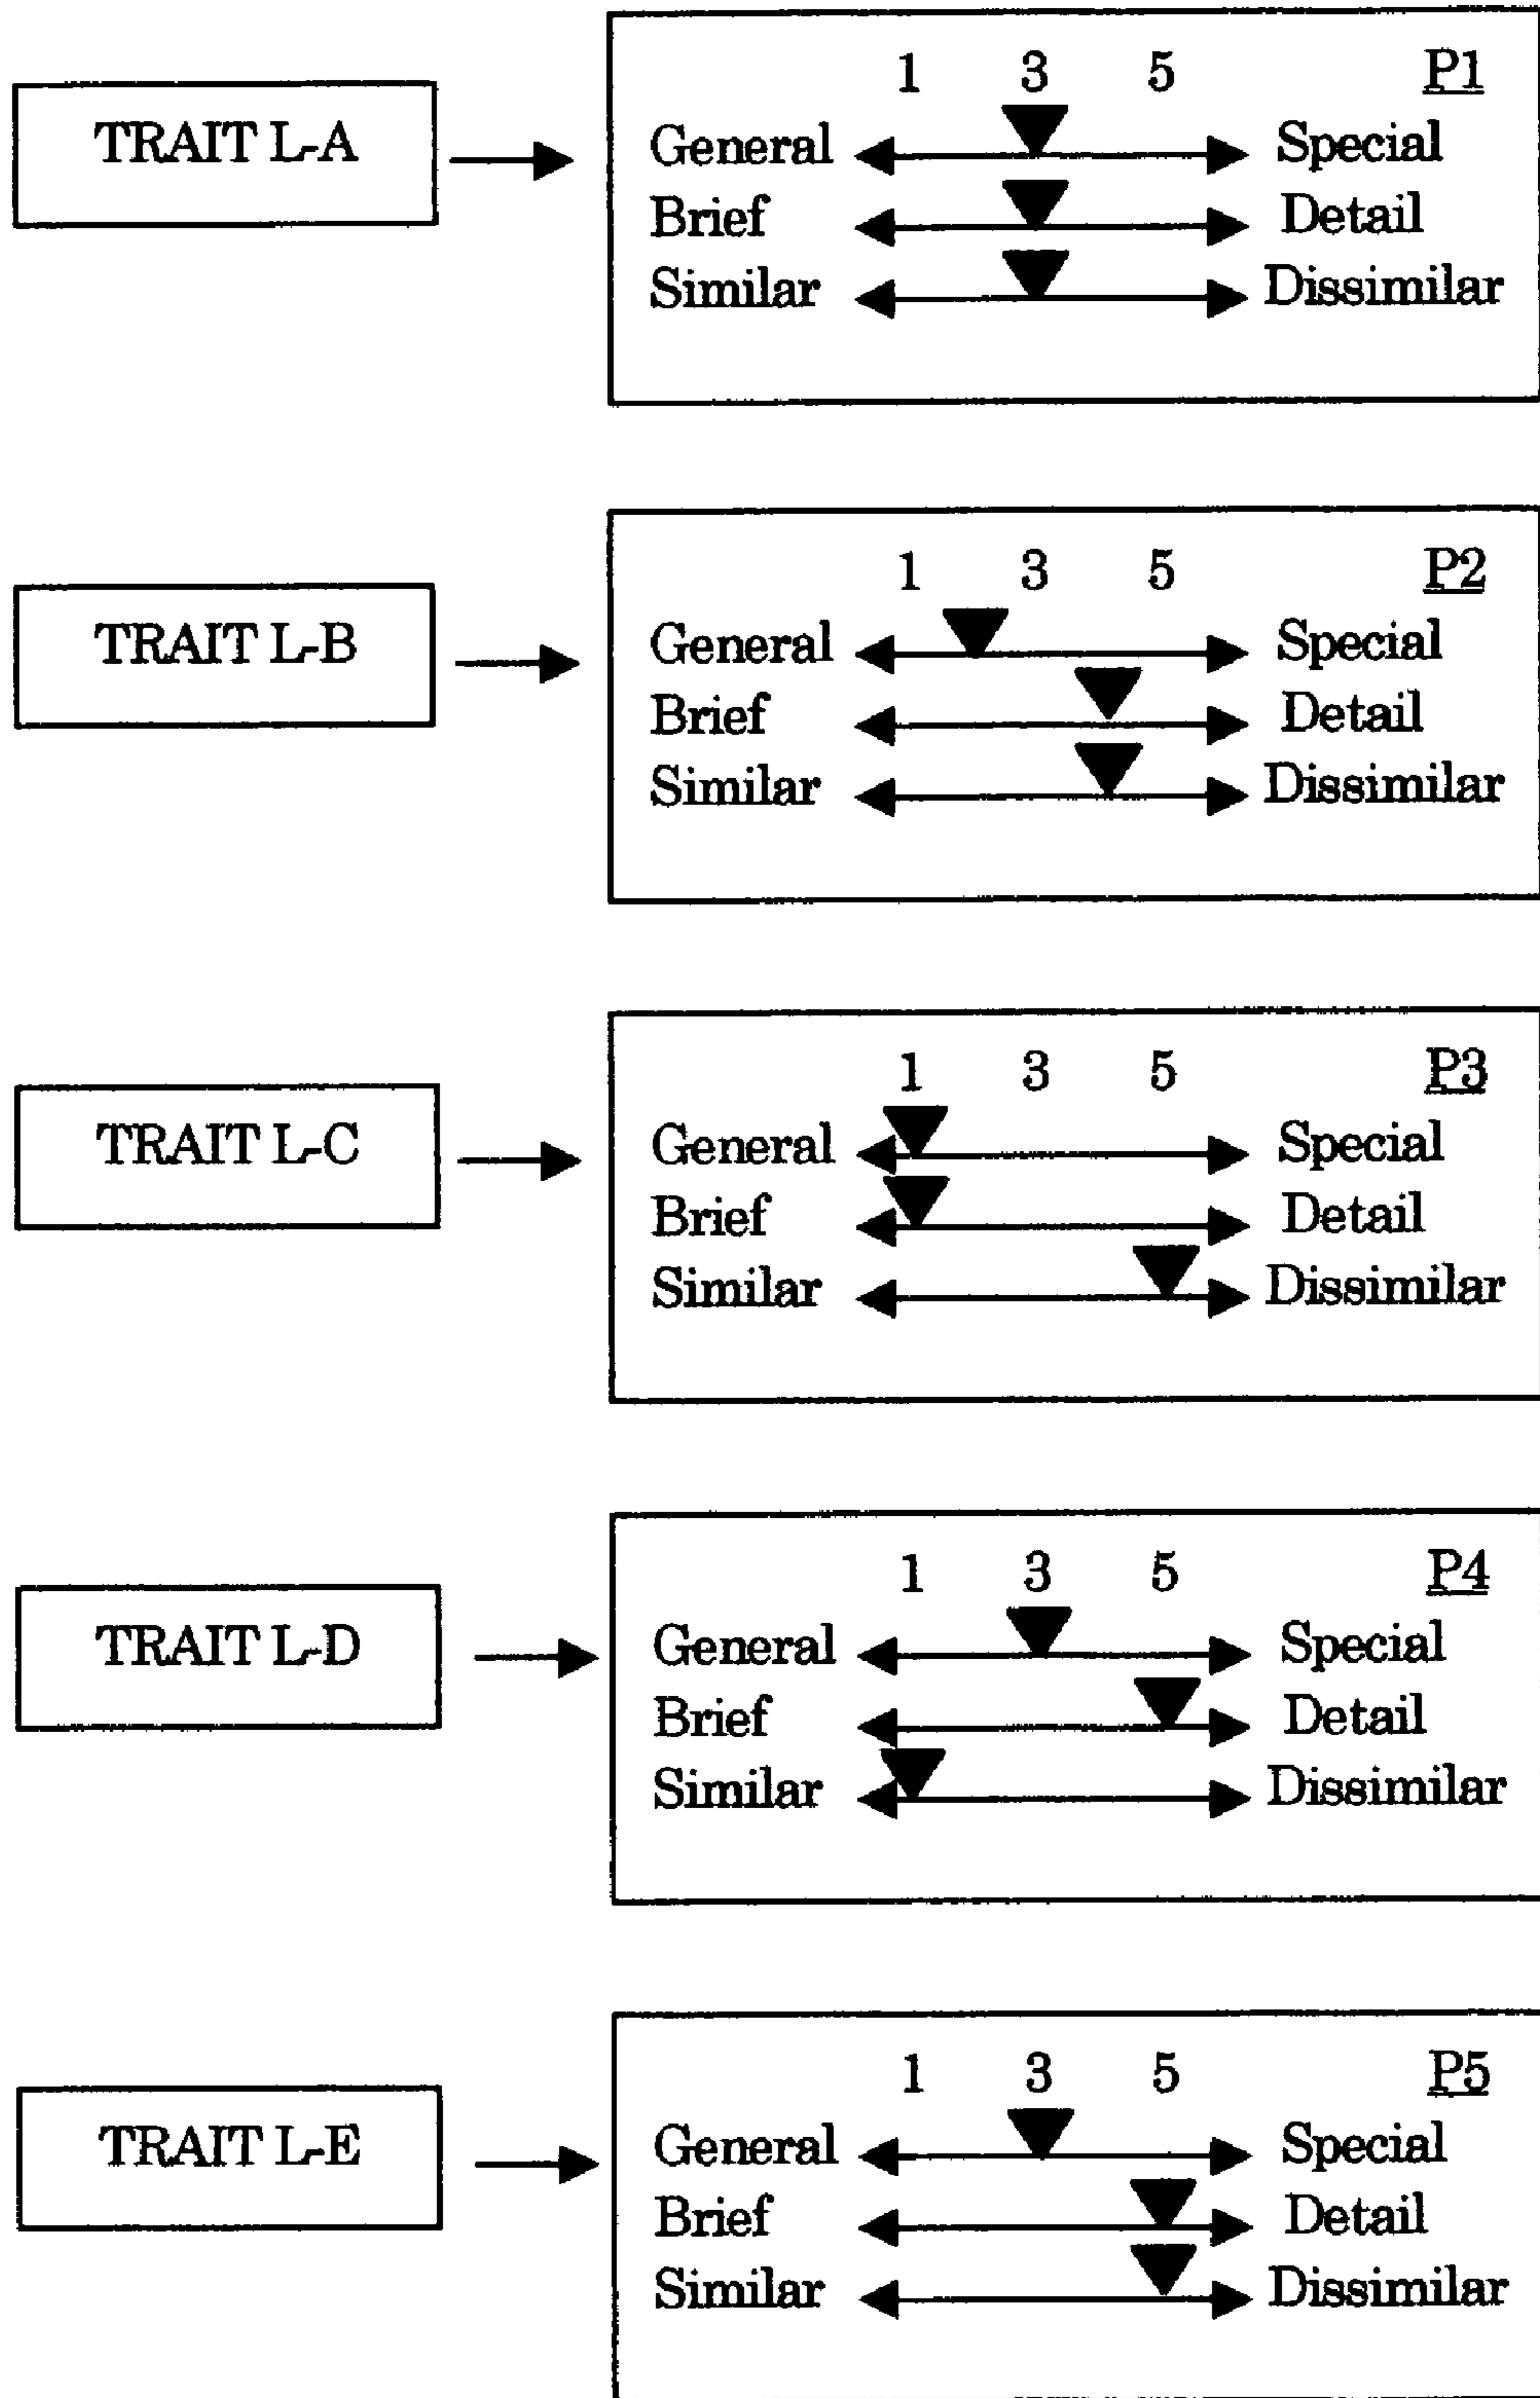 1 3 5 P1
TRAIT L-A
General Special
Brief Detail
Similar Dissimilar
1 3 5 P2
TRAIT L-B
General Special
Brief Detail
Similar Dissimilar
1 3 5 P3
TRAIT L-C
General Special
Brief Detail
Similar Dissimilar
1 3 5 P4
TRAIT L-D
General Special
Brief Detail
Similar Dissimilar
1 3 5 P5
TRAIT L-E
General Special
Brief Detail
Similar Dissimilar